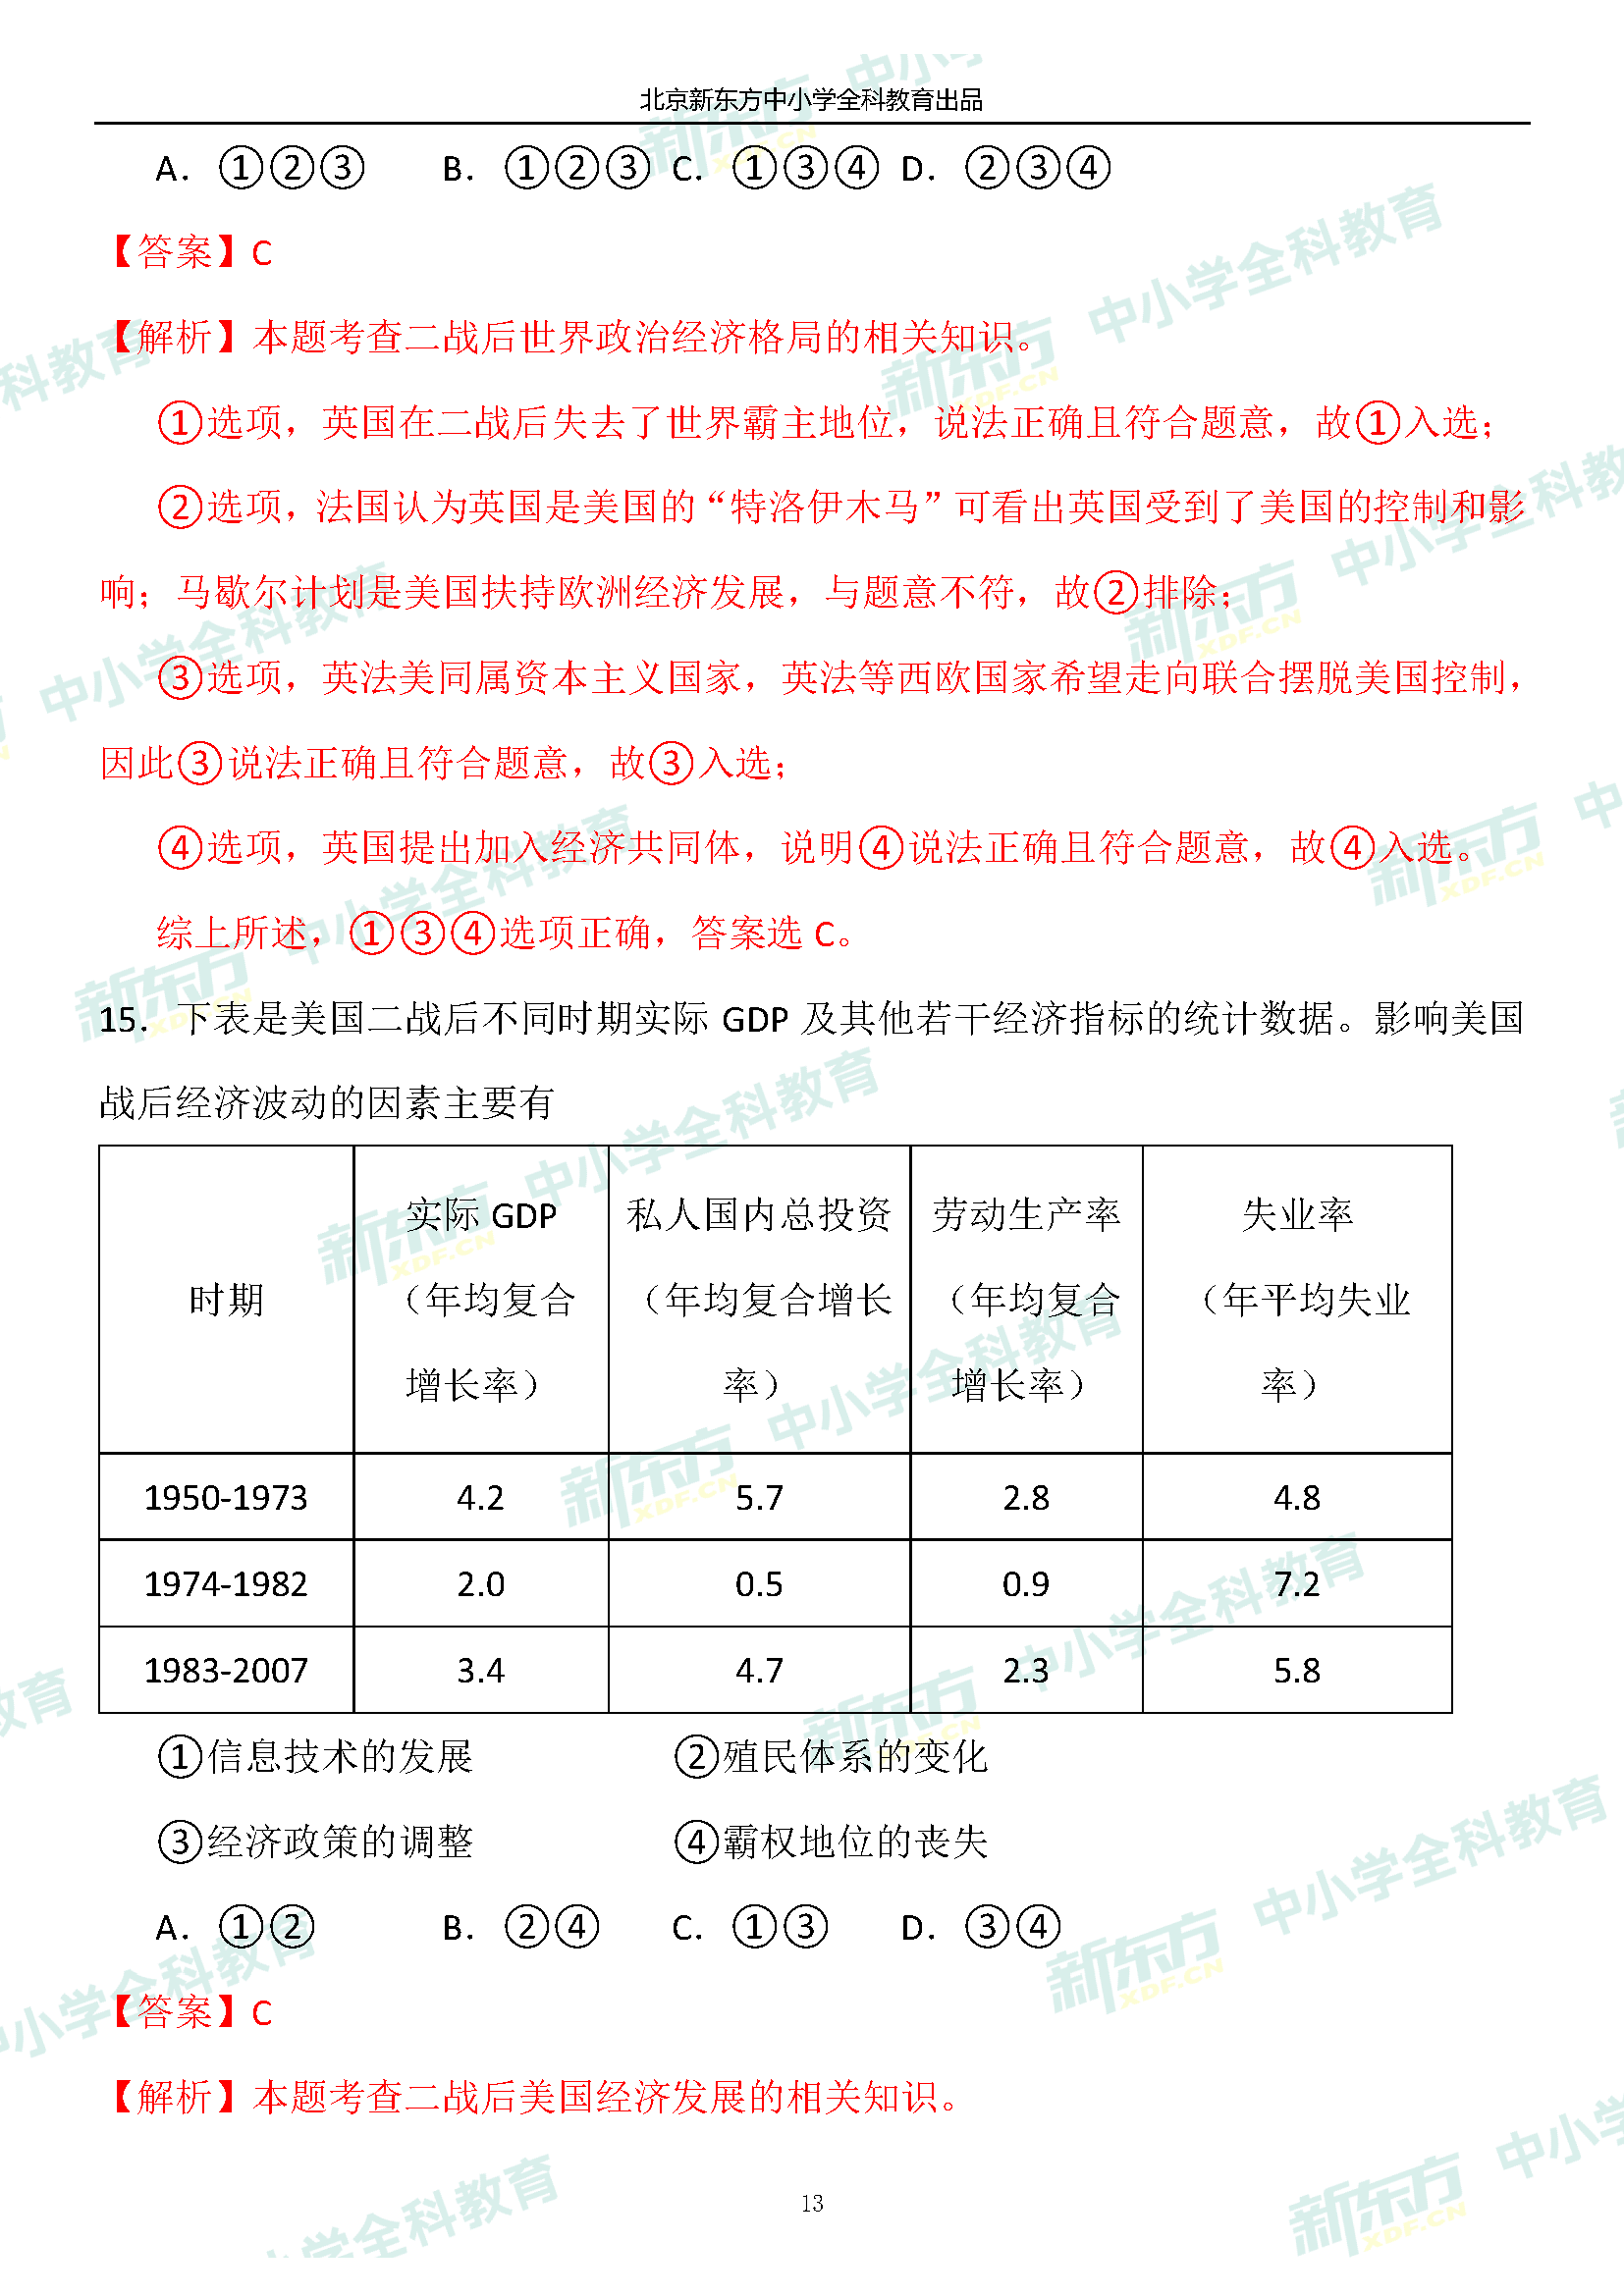 北京新东方中小学全科教育出品
A. ①②③ B. ①②③ C. ①③④ D. ②③④
【答案】C
【解析】本题考查二战后世界政治经济格局的相关知识。
①选项，英国在二战后失去了世界霸主地位，说法正确且符合题意，故①入选；
②选项，法国认为英国是美国的“特洛伊木马”可看出英国受到了美国的控制和影
响；马歇尔计划是美国扶持欧洲经济发展，与题意不符，故②排除；
③选项，英法美同属资本主义国家，英法等西欧国家希望走向联合摆脱美国控制，
因此③说法正确且符合题意，故③入选；
④选项，英国提出加入经济共同体，说明④说法正确且符合题意，故④入选。
综上所述，①③④选项正确，答案选 C。
15. 下表是美国二战后不同时期实际 GDP 及其他若干经济指标的统计数据。影响美国
战后经济波动的因素主要有
时期 实际 GDP（年均复合增长率） 私人国内总投资（年均复合增长率） 劳动生产率（年均复合增长率） 失业率（年平均失业率）
1950-1973 4.2 5.7 2.8 4.8
1974-1982 2.0 0.5 0.9 7.2
1983-2007 3.4 4.7 2.3 5.8
①信息技术的发展 ②殖民体系的变化
③经济政策的调整 ④霸权地位的丧失
A. ①② B. ②④ C. ①③ D. ③④
【答案】C
【解析】本题考查二战后美国经济发展的相关知识。
13